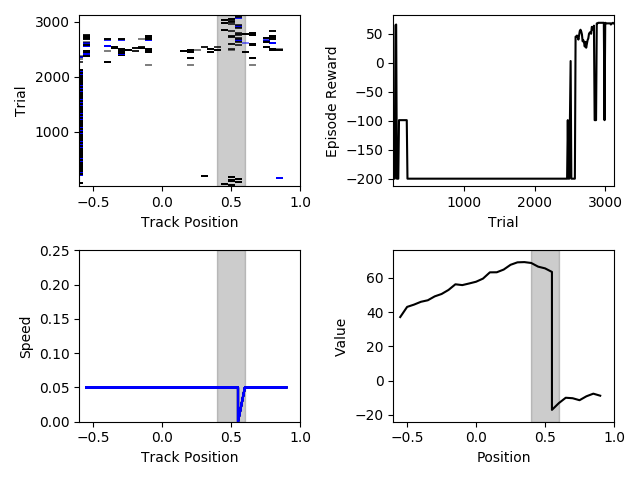 3000
2000
1000
Trial
−0.5 0.0 0.5 1.0
Track Position
50
0
−50
−100
−150
−200
Episode Reward
1000 2000 3000
Trial
0.25
0.20
0.15
0.10
0.05
0.00
Speed
−0.5 0.0 0.5 1.0
Track Position
60
40
20
0
−20
Value
−0.5 0.0 0.5 1.0
Position